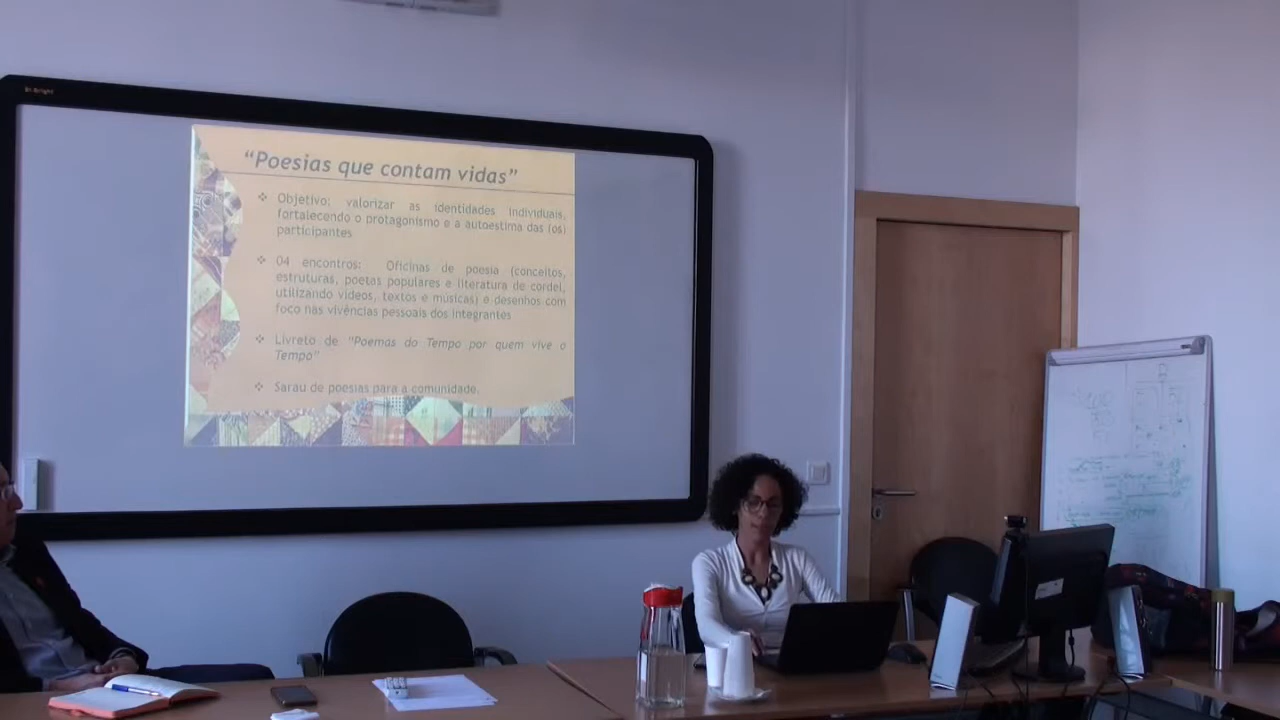 “Poesias que contam vidas”
❖ Objetivo: valorizar as identidades individuais,
fortalecendo o protagonismo e a autoestima das (os)
participantes
❖ 04 encontros: Oficinas de poesia (conceitos,
estruturas, poetas populares e literatura de cordel,
utilizando vídeos, textos e músicas) e desenhos com
foco nas vivências pessoais dos integrantes
❖ Livreto de “Poemas do Tempo por quem vive o
Tempo”
❖ Sarau de poesias para a comunidade.